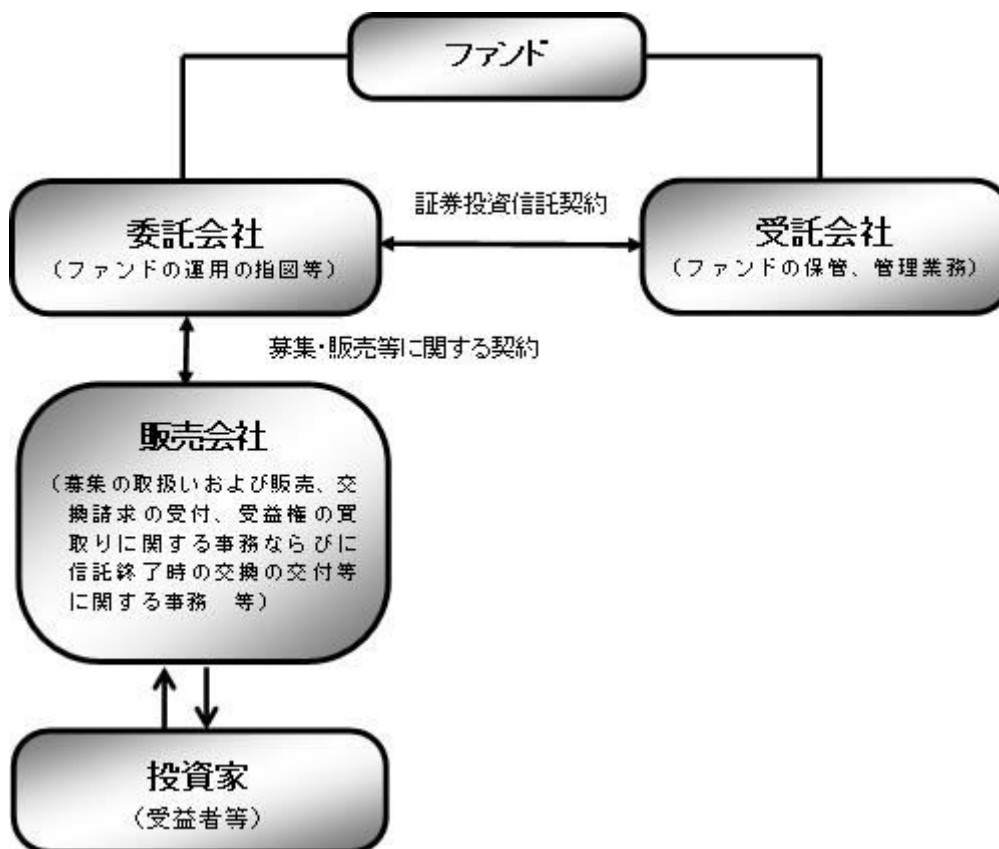 ファンド
証券投資信託契約
委託会社
(ファンドの運用の指図等)
受託会社
(ファンドの保管、管理業務)
募集・販売等に関する契約
販売会社
(募集の取扱いおよび販売、交
換請求の受付、受益権の買
取りに関する事務ならびに
信託終了時の交換の交付等
に関する事務　等)
投資家
(受益者等)